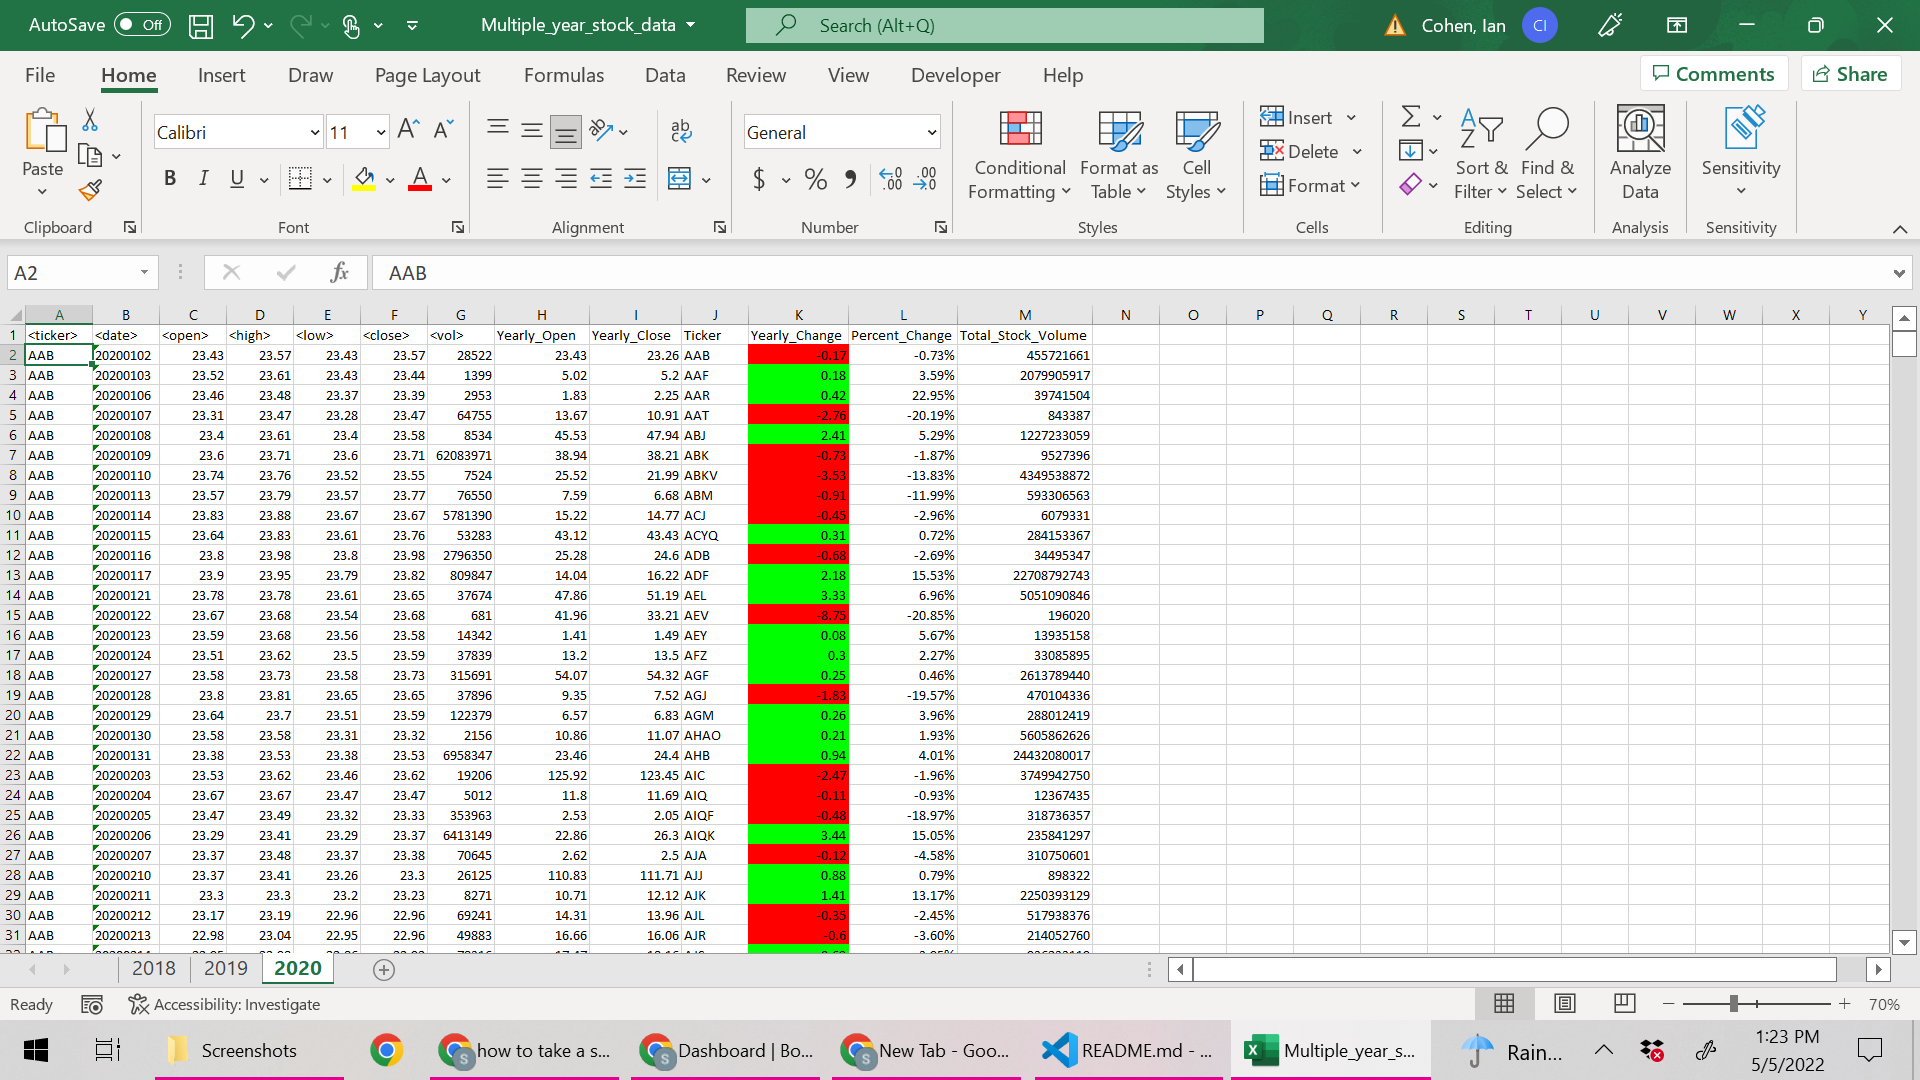 AutoSave Off Multiple_year_stock_data Search (Alt+Q) Cohen, Ian CI
File Home Insert Draw Page Layout Formulas Data Review View Developer Help Comments Share
Paste Calibri 11 General Conditional Formatting Format as Table Cell Styles Insert Delete Format Sort & Filter Find & Select Analyze Data Sensitivity
Clipboard Font Alignment Number Styles Cells Editing Analysis Sensitivity
A2 fx AAB
A B C D E F G H I J K L M N O P Q R S T U V W X Y
1 <ticker> <date> <open> <high> <low> <close> <vol> Yearly_Open Yearly_Close Ticker Yearly_Change Percent_Change Total_Stock_Volume
2 AAB 20200102 23.43 23.57 23.43 23.57 28522 23.43 23.26 AAB -0.17 -0.73% 455721661
3 AAB 20200103 23.52 23.61 23.43 23.44 1399 5.02 5.2 AAF 0.18 3.59% 2079905917
4 AAB 20200106 23.46 23.48 23.37 23.39 2953 1.83 2.25 AAR 0.42 22.95% 39741504
5 AAB 20200107 23.31 23.47 23.28 23.47 64755 13.67 10.91 AAT -2.76 -20.19% 843387
6 AAB 20200108 23.4 23.61 23.4 23.58 8534 45.53 47.94 ABJ 2.41 5.29% 1227233059
7 AAB 20200109 23.6 23.71 23.6 23.71 62083971 38.94 38.21 ABK -0.73 -1.87% 9527396
8 AAB 20200110 23.74 23.76 23.52 23.55 7524 25.52 21.99 ABKV -3.53 -13.83% 4349538872
9 AAB 20200113 23.57 23.79 23.57 23.77 76550 7.59 6.68 ABM -0.91 -11.99% 593306563
10 AAB 20200114 23.83 23.88 23.67 23.67 5781390 15.22 14.77 ACJ -0.45 -2.96% 6079331
11 AAB 20200115 23.64 23.83 23.61 23.76 53283 43.12 43.43 ACYQ 0.31 0.72% 284153367
12 AAB 20200116 23.8 23.98 23.8 23.98 2796350 25.28 24.6 ADB -0.68 -2.69% 34495347
13 AAB 20200117 23.9 23.95 23.79 23.82 809847 14.04 16.22 ADF 2.18 15.53% 22708792743
14 AAB 20200121 23.78 23.78 23.61 23.65 37674 47.86 51.19 AEL 3.33 6.96% 5051090846
15 AAB 20200122 23.67 23.68 23.54 23.68 681 41.96 33.21 AEV -8.75 -20.85% 196020
16 AAB 20200123 23.59 23.68 23.56 23.58 14342 1.41 1.49 AEY 0.08 5.67% 13935158
17 AAB 20200124 23.51 23.62 23.5 23.59 37839 13.2 13.5 AFZ 0.3 2.27% 33085895
18 AAB 20200127 23.58 23.73 23.58 23.73 315691 54.07 54.32 AGF 0.25 0.46% 2613789440
19 AAB 20200128 23.8 23.81 23.65 23.65 37896 9.35 7.52 AGJ -1.83 -19.57% 470104336
20 AAB 20200129 23.64 23.7 23.51 23.59 122379 6.57 6.83 AGM 0.26 3.96% 288012419
21 AAB 20200130 23.58 23.58 23.31 23.32 2156 10.86 11.07 AHAO 0.21 1.93% 5605862626
22 AAB 20200131 23.38 23.53 23.38 23.53 6958347 23.46 24.4 AHB 0.94 4.01% 24432080017
23 AAB 20200203 23.53 23.62 23.46 23.62 19206 125.92 123.45 AIC -2.47 -1.96% 3749942750
24 AAB 20200204 23.67 23.67 23.47 23.47 5012 11.8 11.69 AIQ -0.11 -0.93% 12367435
25 AAB 20200205 23.47 23.49 23.32 23.33 353963 2.53 2.05 AIQF -0.48 -18.97% 318736357
26 AAB 20200206 23.29 23.41 23.29 23.37 6413149 22.86 26.3 AIQK 3.44 15.05% 235841297
27 AAB 20200207 23.37 23.48 23.37 23.38 70645 2.62 2.5 AJA -0.12 -4.58% 310750601
28 AAB 20200210 23.37 23.41 23.26 23.3 26125 110.83 111.71 AJJ 0.88 0.79% 898322
29 AAB 20200211 23.3 23.3 23.2 23.23 8271 10.71 12.12 AJK 1.41 13.17% 2250393129
30 AAB 20200212 23.17 23.19 22.96 22.96 69241 14.31 13.96 AJL -0.35 -2.45% 517938376
31 AAB 20200213 22.98 23.04 22.95 22.96 49883 16.66 16.06 AJR -0.6 -3.60% 214052760
2018 2019 2020
Ready Accessibility: Investigate 70%
Screenshots how to take a s... Dashboard | Bo... New Tab - Goo... README.md - ... Multiple_year_s... Rain... 1:23 PM
5/5/2022